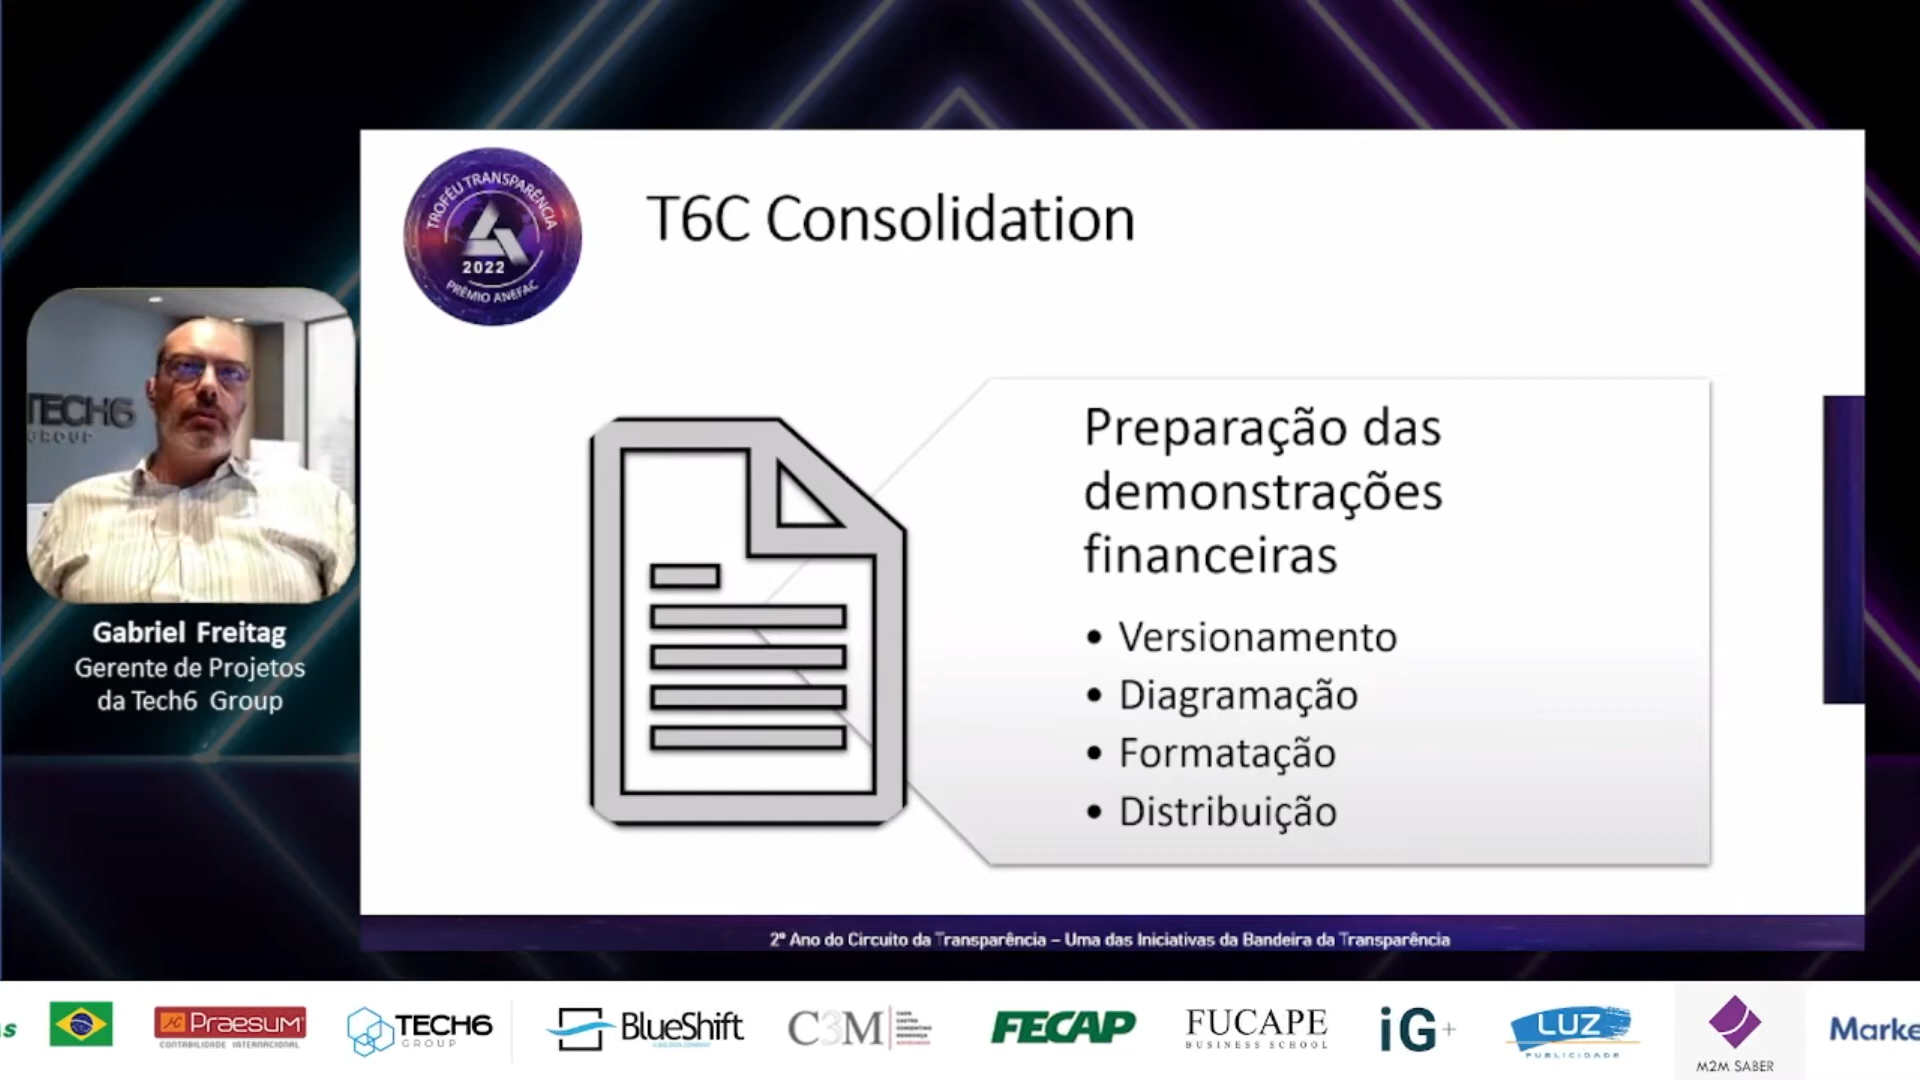 TROFÉU TRANSPARÊNCIA
2022
PRÊMIO ANEFAC
T6C Consolidation
TECH6
GROUP
Gabriel Freitag
Gerente de Projetos
da Tech6 Group
Preparação das
demonstrações
financeiras
• Versionamento
• Diagramação
• Formatação
• Distribuição
2º Ano do Circuito da Transparência – Uma das Iniciativas da Bandeira da Transparência
Praesum
CONTABILIDADE INTERNACIONAL
TECH6
GROUP
BlueShift
C3M
FECAP
FUCAPE
BUSINESS SCHOOL
iG+
LUZ
PUBLICIDADE
M2M SABER
Marke